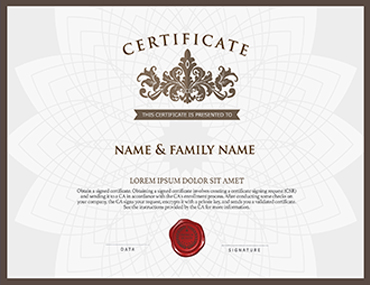 CERTIFICATE
THIS CERTIFICATE IS PRESENTED TO
NAME & FAMILY NAME
LOREM IPSUM DOLOR SIT AMET
Obtain a signed certificate. Obtaining a signed certificate involves creating a certificate signing request (CSR)
and sending it to a CA in accordance with the CA enrollment process. After conducting some checks on
your company, the CA signs your request, encrypts it with a private key, and sends you a validated certificate.
See the instructions provided by the CA for more information.
DATA
SIGNATURE